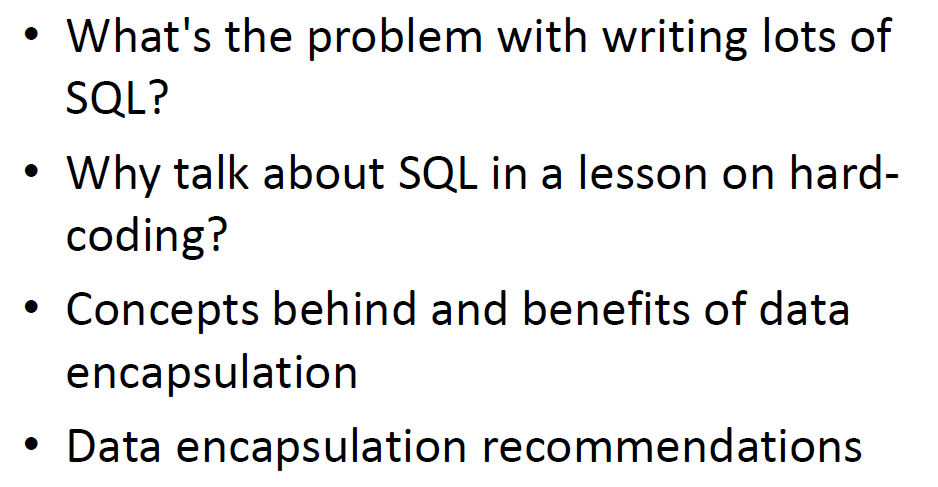 • What's the problem with writing lots of
SQL?
• Why talk about SQL in a lesson on hard-
coding?
• Concepts behind and benefits of data
encapsulation
• Data encapsulation recommendations